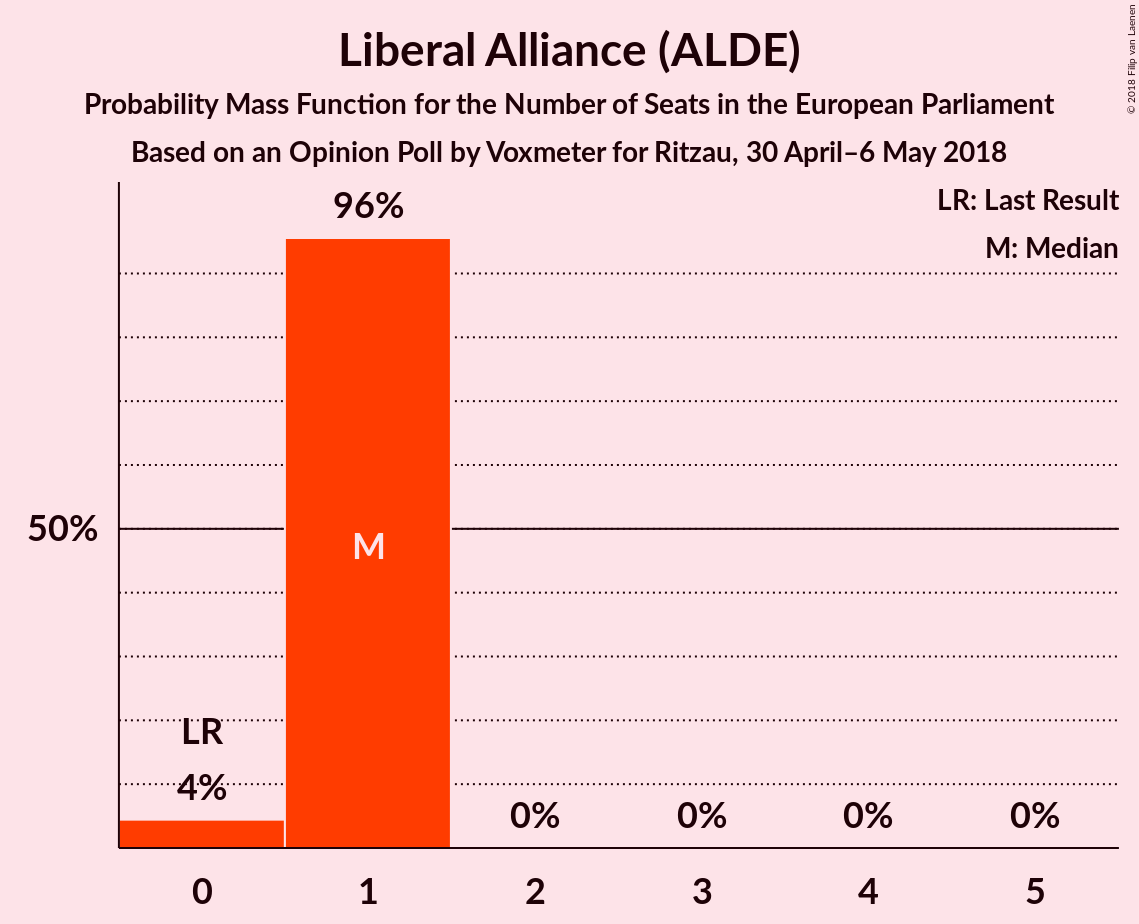 Liberal Alliance (ALDE)
Probability Mass Function for the Number of Seats in the European Parliament
Based on an Opinion Poll by Voxmeter for Ritzau, 30 April–6 May 2018
© 2018 Filip van Laenen
LR: Last Result
M: Median
96%
50%
M
LR
4%
0%
0%
0%
0%
0
1
2
3
4
5